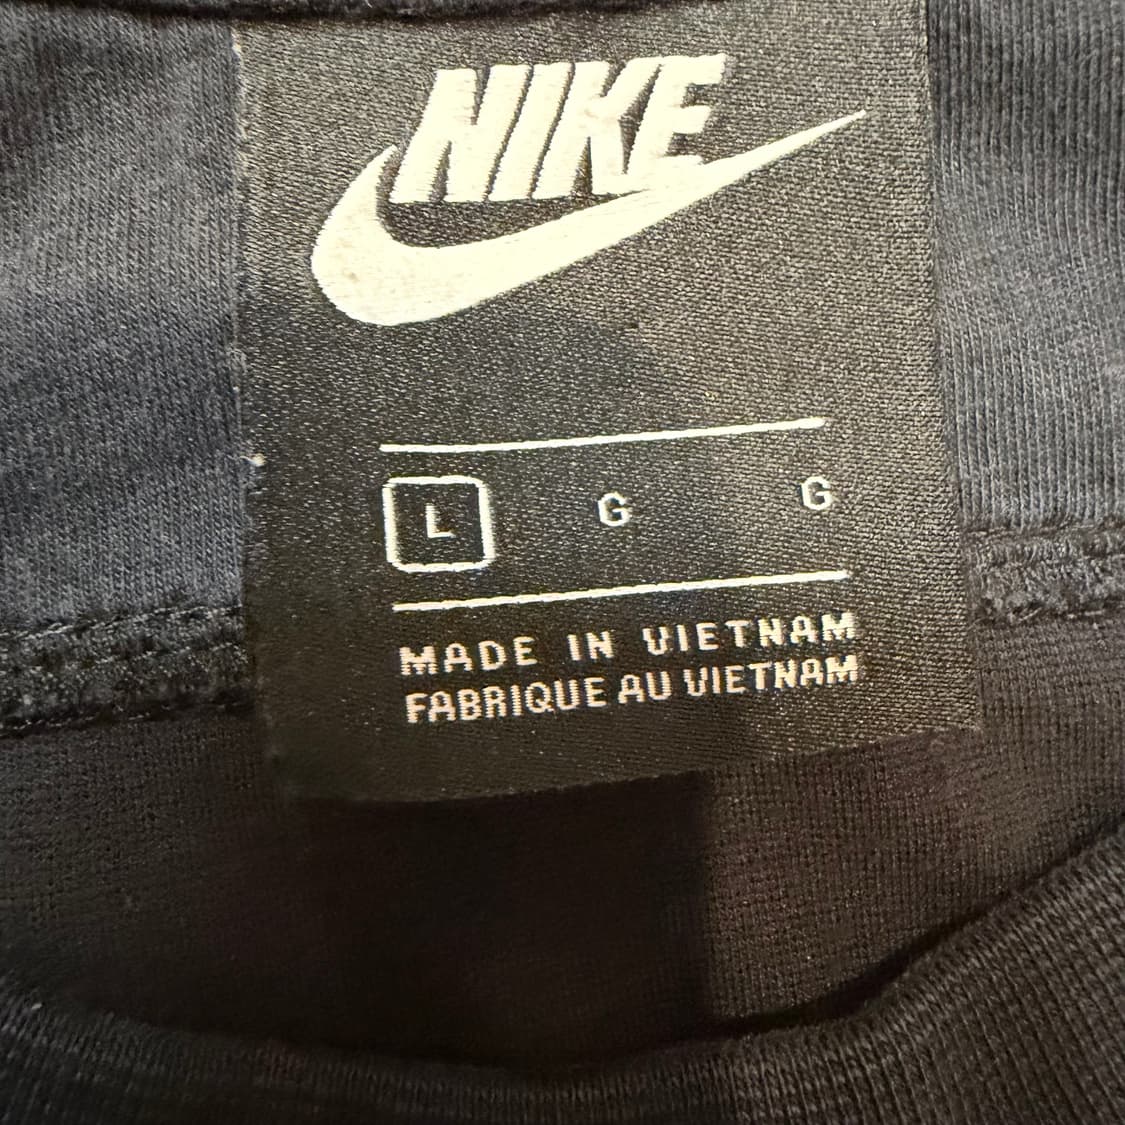 NIKE
L G G
MADE IN VIETNAM
FABRIQUE AU VIETNAM